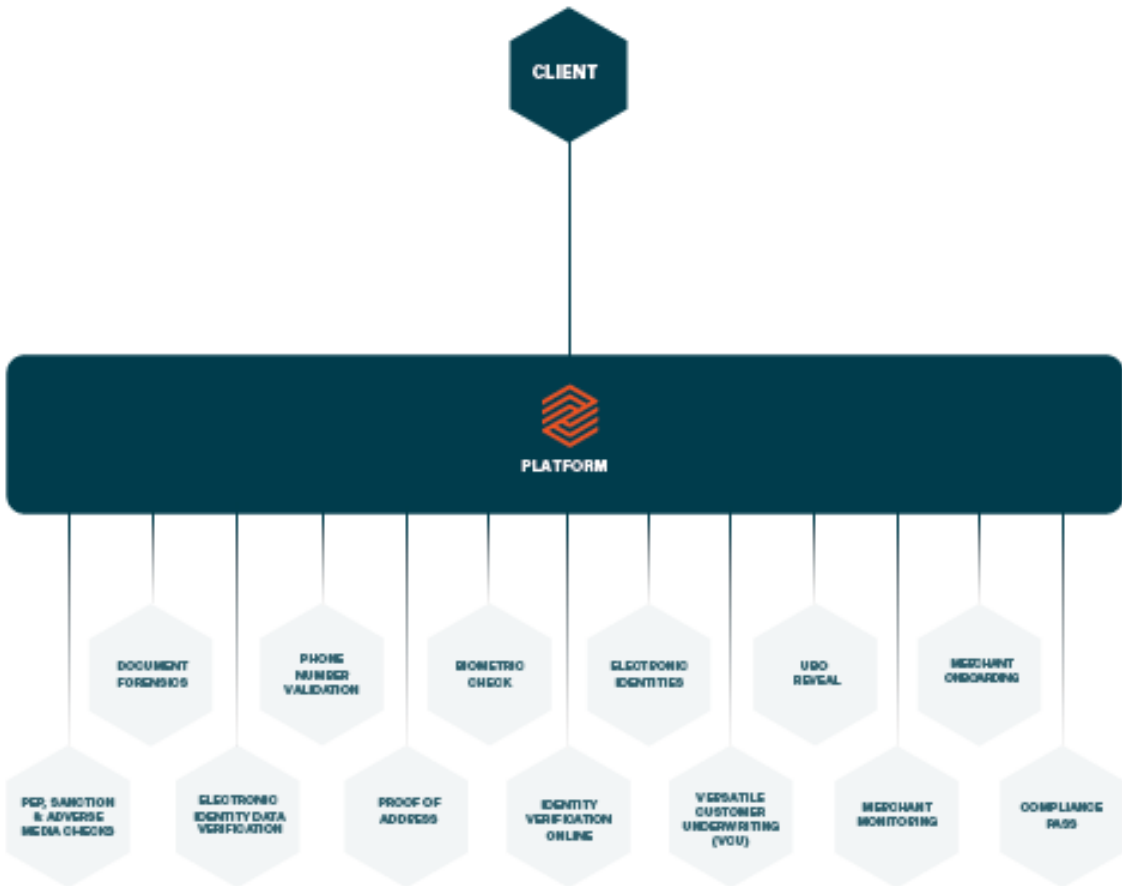 CLIENT
PLATFORM
DOCUMENT
FORENSICS
PHONE
NUMBER
VALIDATION
BIOMETRIC
CHECK
ELECTRONIC
IDENTITIES
UBO
REVEAL
MERCHANT
ONBOARDING
PEP, SANCTION
& ADVERSE
MEDIA CHECKS
ELECTRONIC
IDENTITY DATA
VERIFICATION
PROOF OF
ADDRESS
IDENTITY
VERIFICATION
ONLINE
VERSATILE
CUSTOMER
UNDERWRITING
(VCU)
MERCHANT
MONITORING
COMPLIANCE
PASS